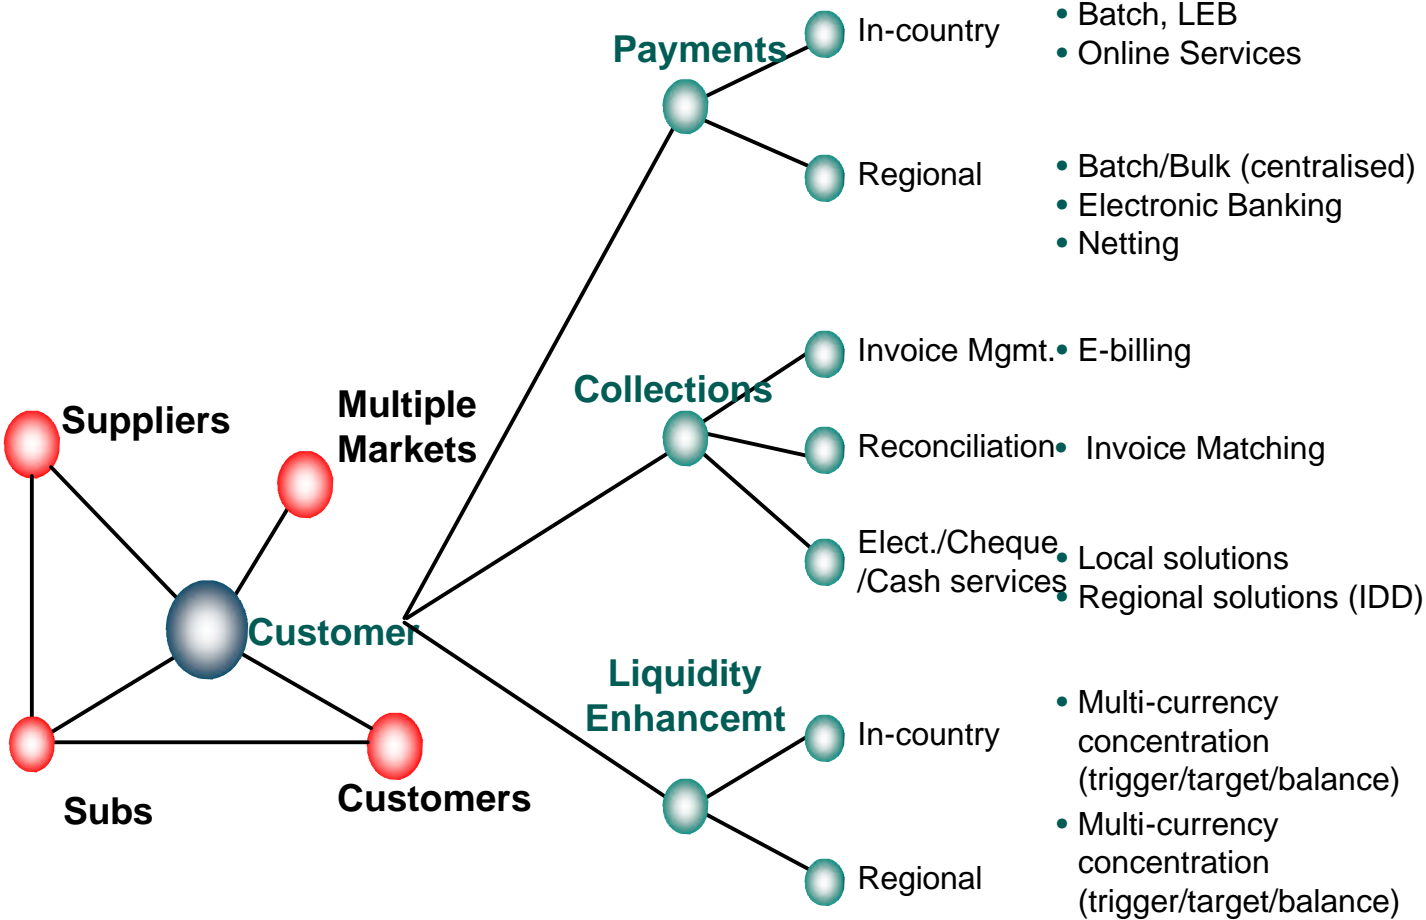 Payments
In-country
• Batch, LEB
• Online Services
Regional
• Batch/Bulk (centralised)
• Electronic Banking
• Netting
Collections
Invoice Mgmt.
• E-billing
Reconciliation
• Invoice Matching
Elect./Cheque
/Cash services
• Local solutions
• Regional solutions (IDD)
Suppliers
Multiple
Markets
Customer
Subs
Customers
Liquidity
Enhancemt
In-country
• Multi-currency
concentration
(trigger/target/balance)
Regional
• Multi-currency
concentration
(trigger/target/balance)